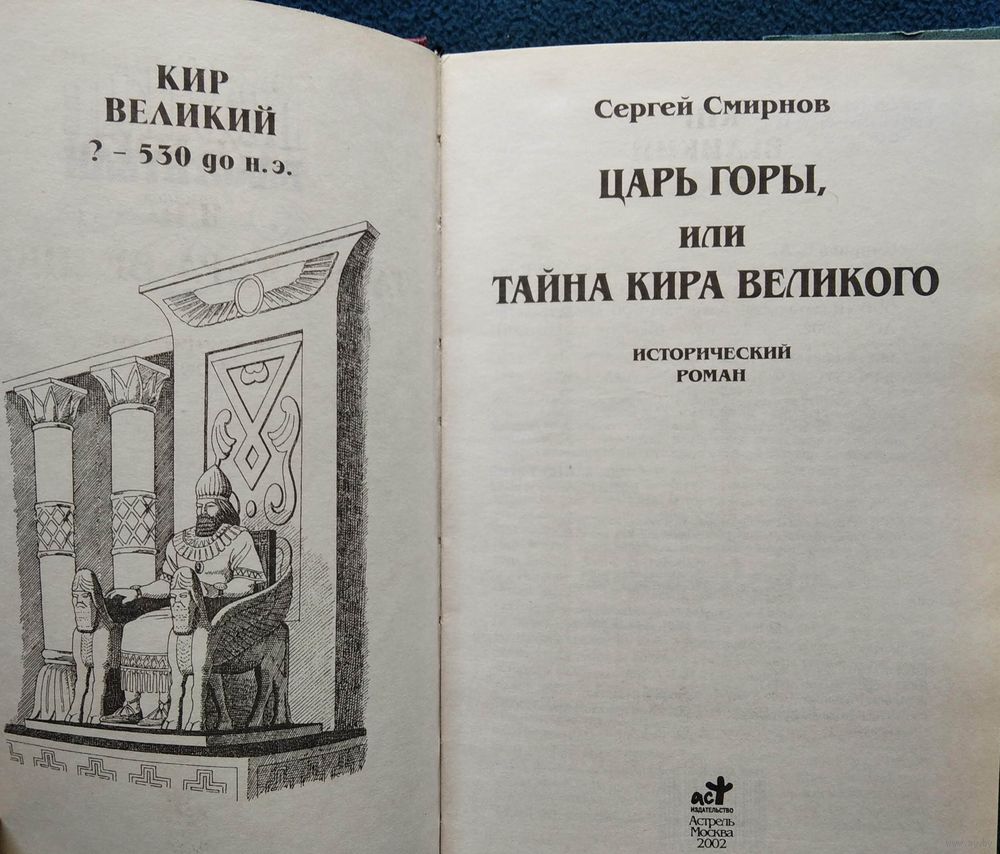 КИР
ВЕЛИКИЙ
? – 530 до н.э.
Сергей Смирнов
ЦАРЬ ГОРЫ,
ИЛИ
ТАЙНА КИРА ВЕЛИКОГО
ИСТОРИЧЕСКИЙ
РОМАН
аст
ИЗДАТЕЛЬСТВО
Астрель
Москва
2002